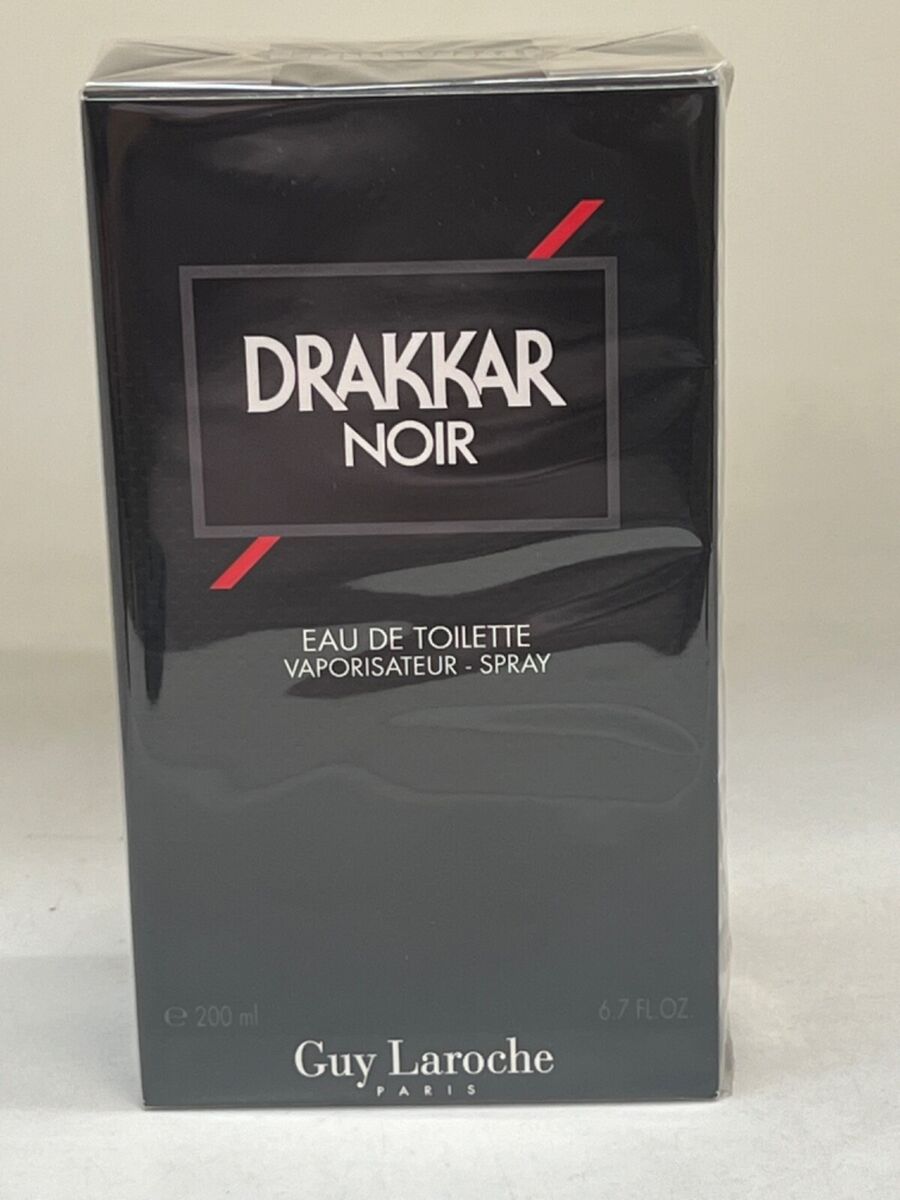 DRAKKAR
NOIR
EAU DE TOILETTE
VAPORISATEUR - SPRAY
℮ 200 ml
6.7 FL.OZ.
Guy Laroche
PARIS